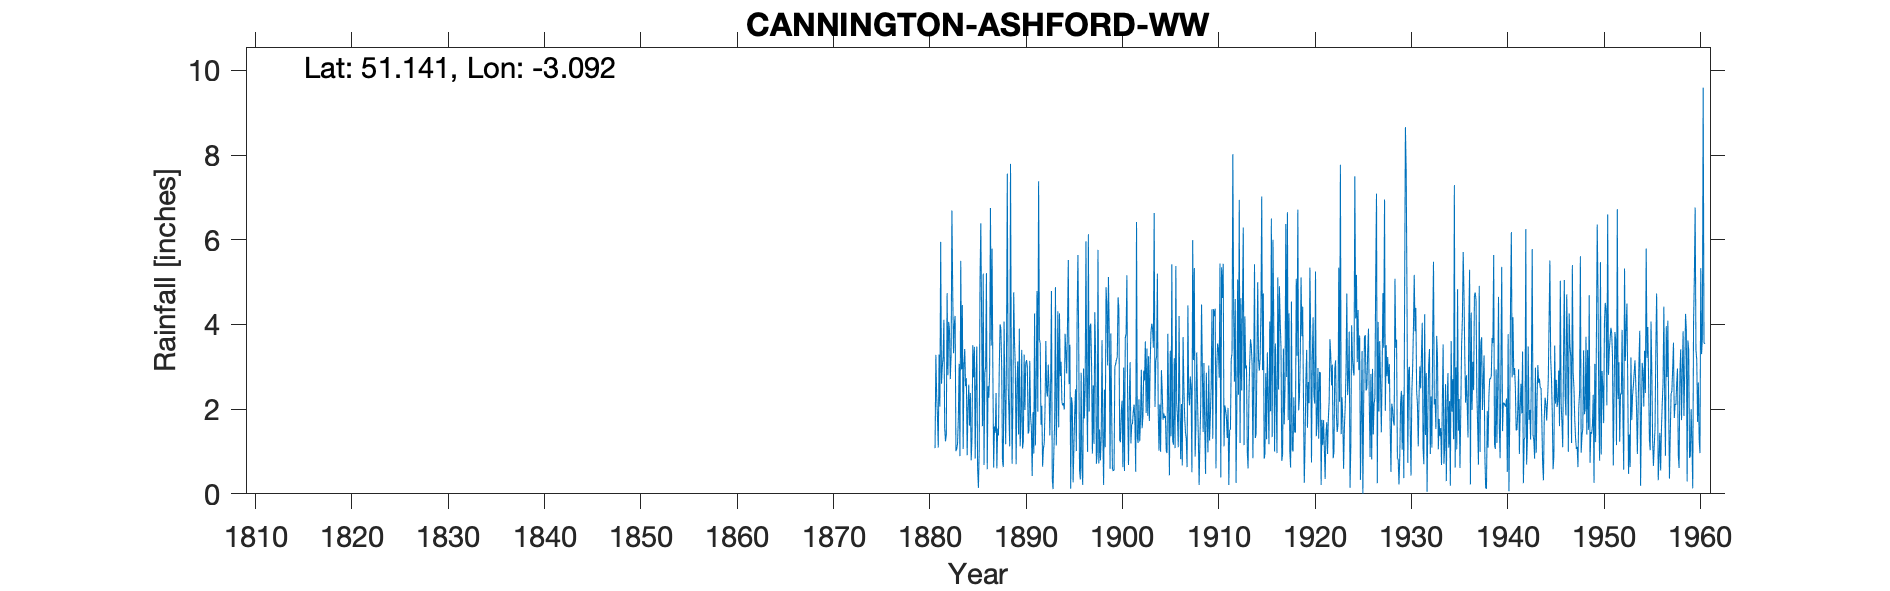 CANNINGTON-ASHFORD-WW
Lat: 51.141, Lon: -3.092
Rainfall [inches]
10
8
6
4
2
0
1810 1820 1830 1840 1850 1860 1870 1880 1890 1900 1910 1920 1930 1940 1950 1960
Year